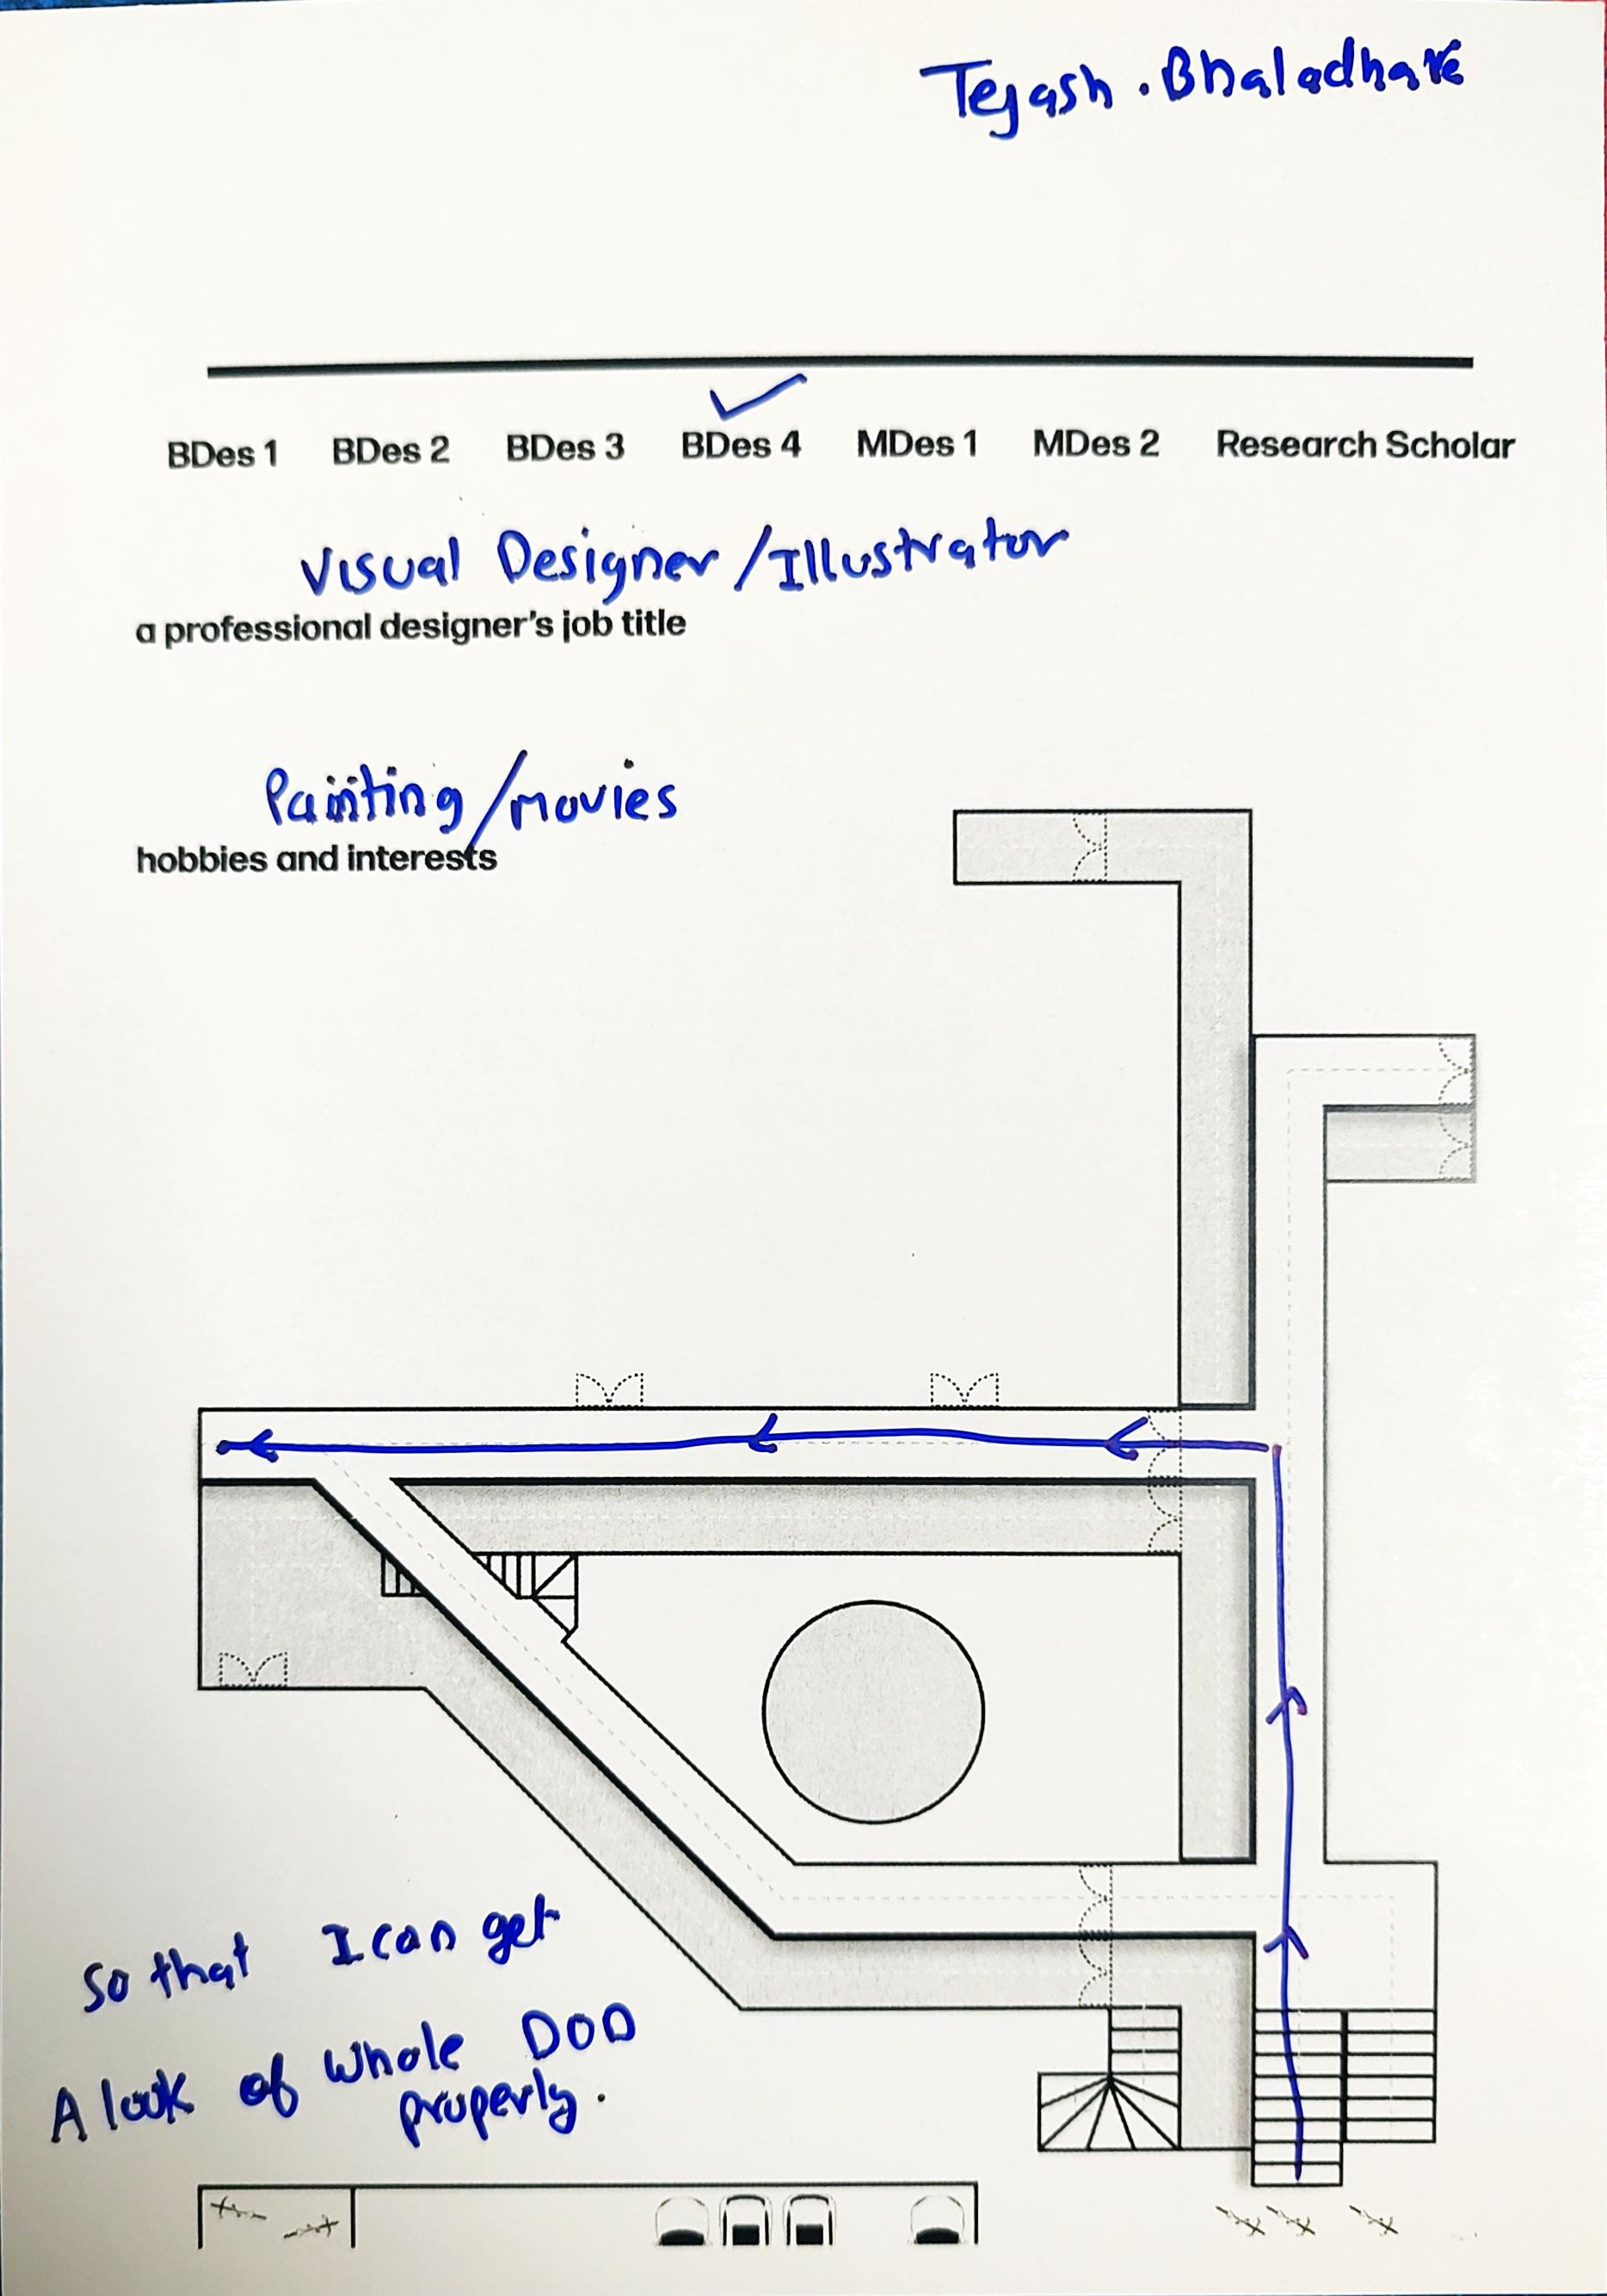 Tejash . Bhaladhare
BDes 1 BDes 2 BDes 3 BDes 4 MDes 1 MDes 2 Research Scholar
Visual Designer /Illustrator
a professional designer's job title
Painting/movies
hobbies and interests
so that I can get
A look of whole DOD
properly.